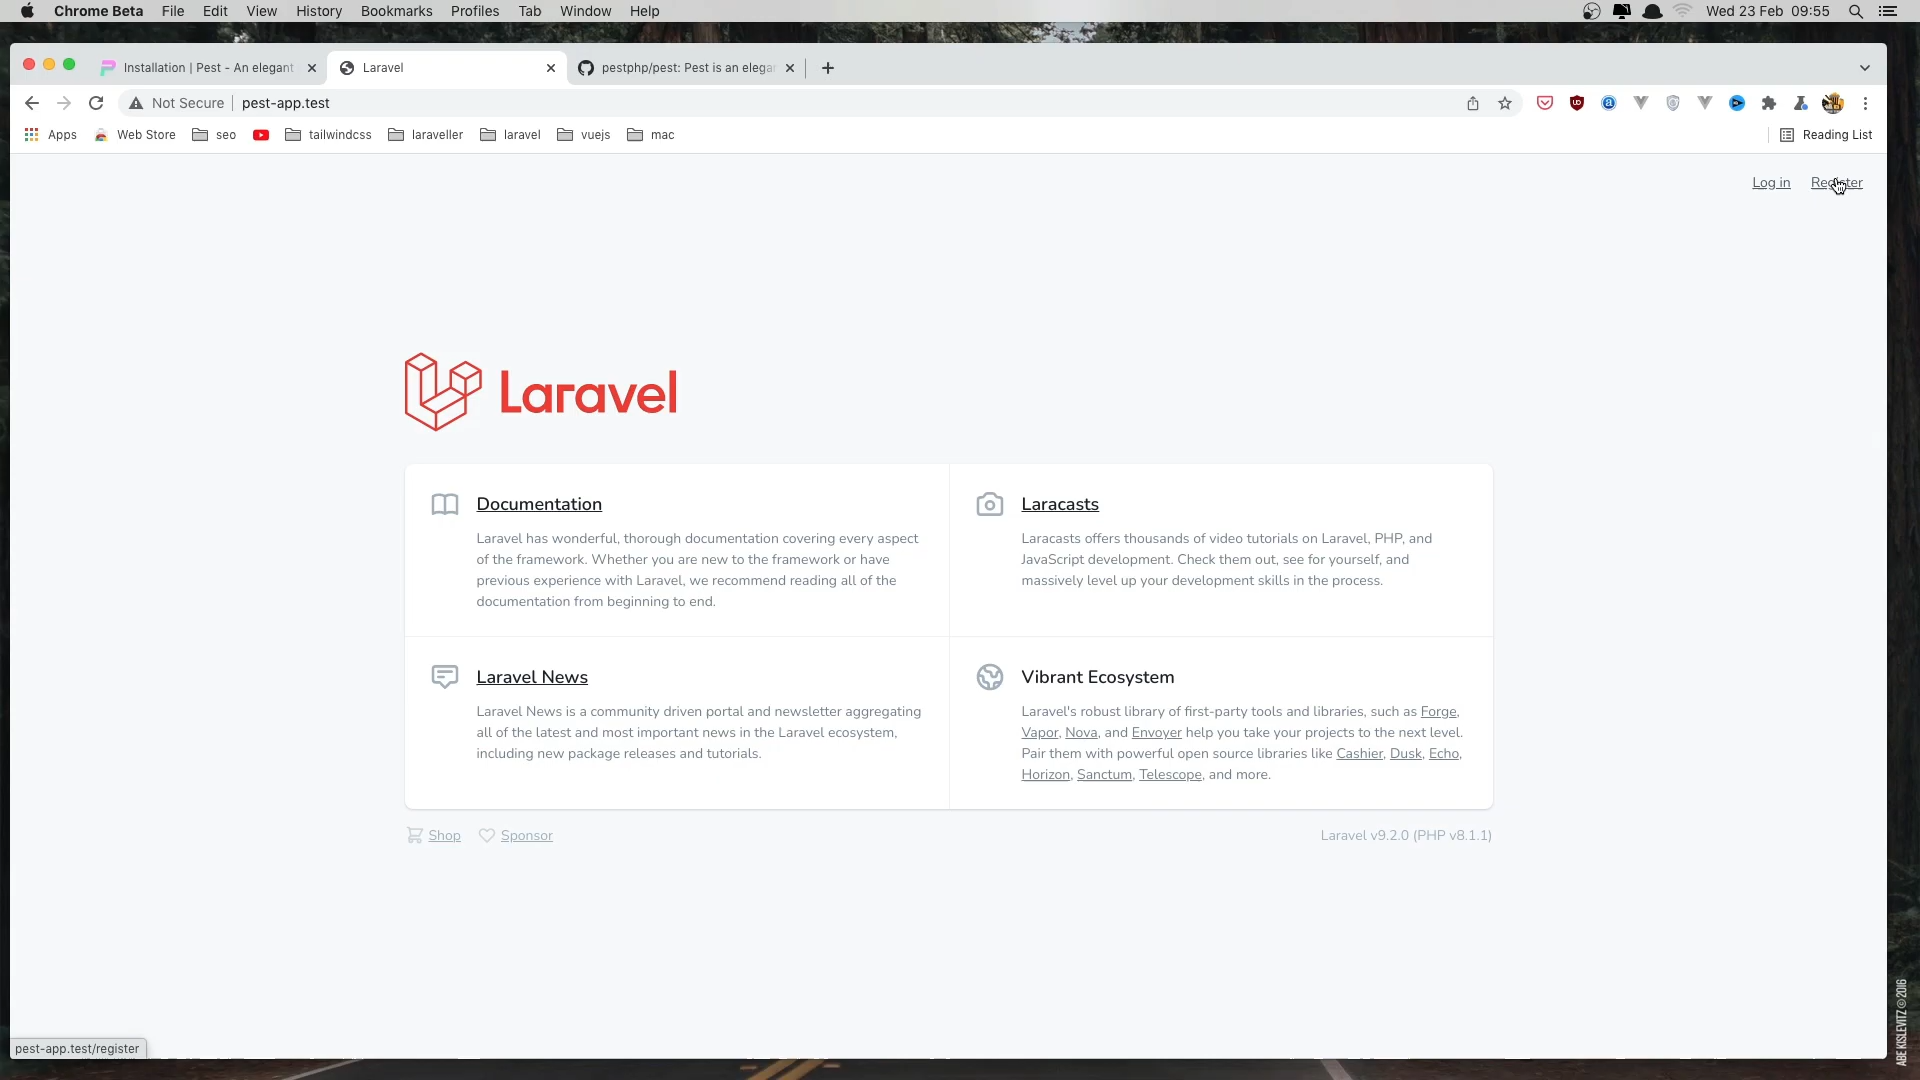 Chrome Beta File Edit View History Bookmarks Profiles Tab Window Help Wed 23 Feb 09:55
Installation | Pest - An elegant Laravel pestphp/pest: Pest is an elegan
Not Secure pest-app.test
Apps Web Store seo tailwindcss laraveller laravel vuejs mac Reading List
Log in Register
Laravel
Documentation
Laravel has wonderful, thorough documentation covering every aspect
of the framework. Whether you are new to the framework or have
previous experience with Laravel, we recommend reading all of the
documentation from beginning to end.
Laracasts
Laracasts offers thousands of video tutorials on Laravel, PHP, and
JavaScript development. Check them out, see for yourself, and
massively level up your development skills in the process.
Laravel News
Laravel News is a community driven portal and newsletter aggregating
all of the latest and most important news in the Laravel ecosystem,
including new package releases and tutorials.
Vibrant Ecosystem
Laravel's robust library of first-party tools and libraries, such as Forge,
Vapor, Nova, and Envoyer help you take your projects to the next level.
Pair them with powerful open source libraries like Cashier, Dusk, Echo,
Horizon, Sanctum, Telescope, and more.
Shop Sponsor Laravel v9.2.0 (PHP v8.1.1)
pest-app.test/register
ABE KISLEVITZ © 2016